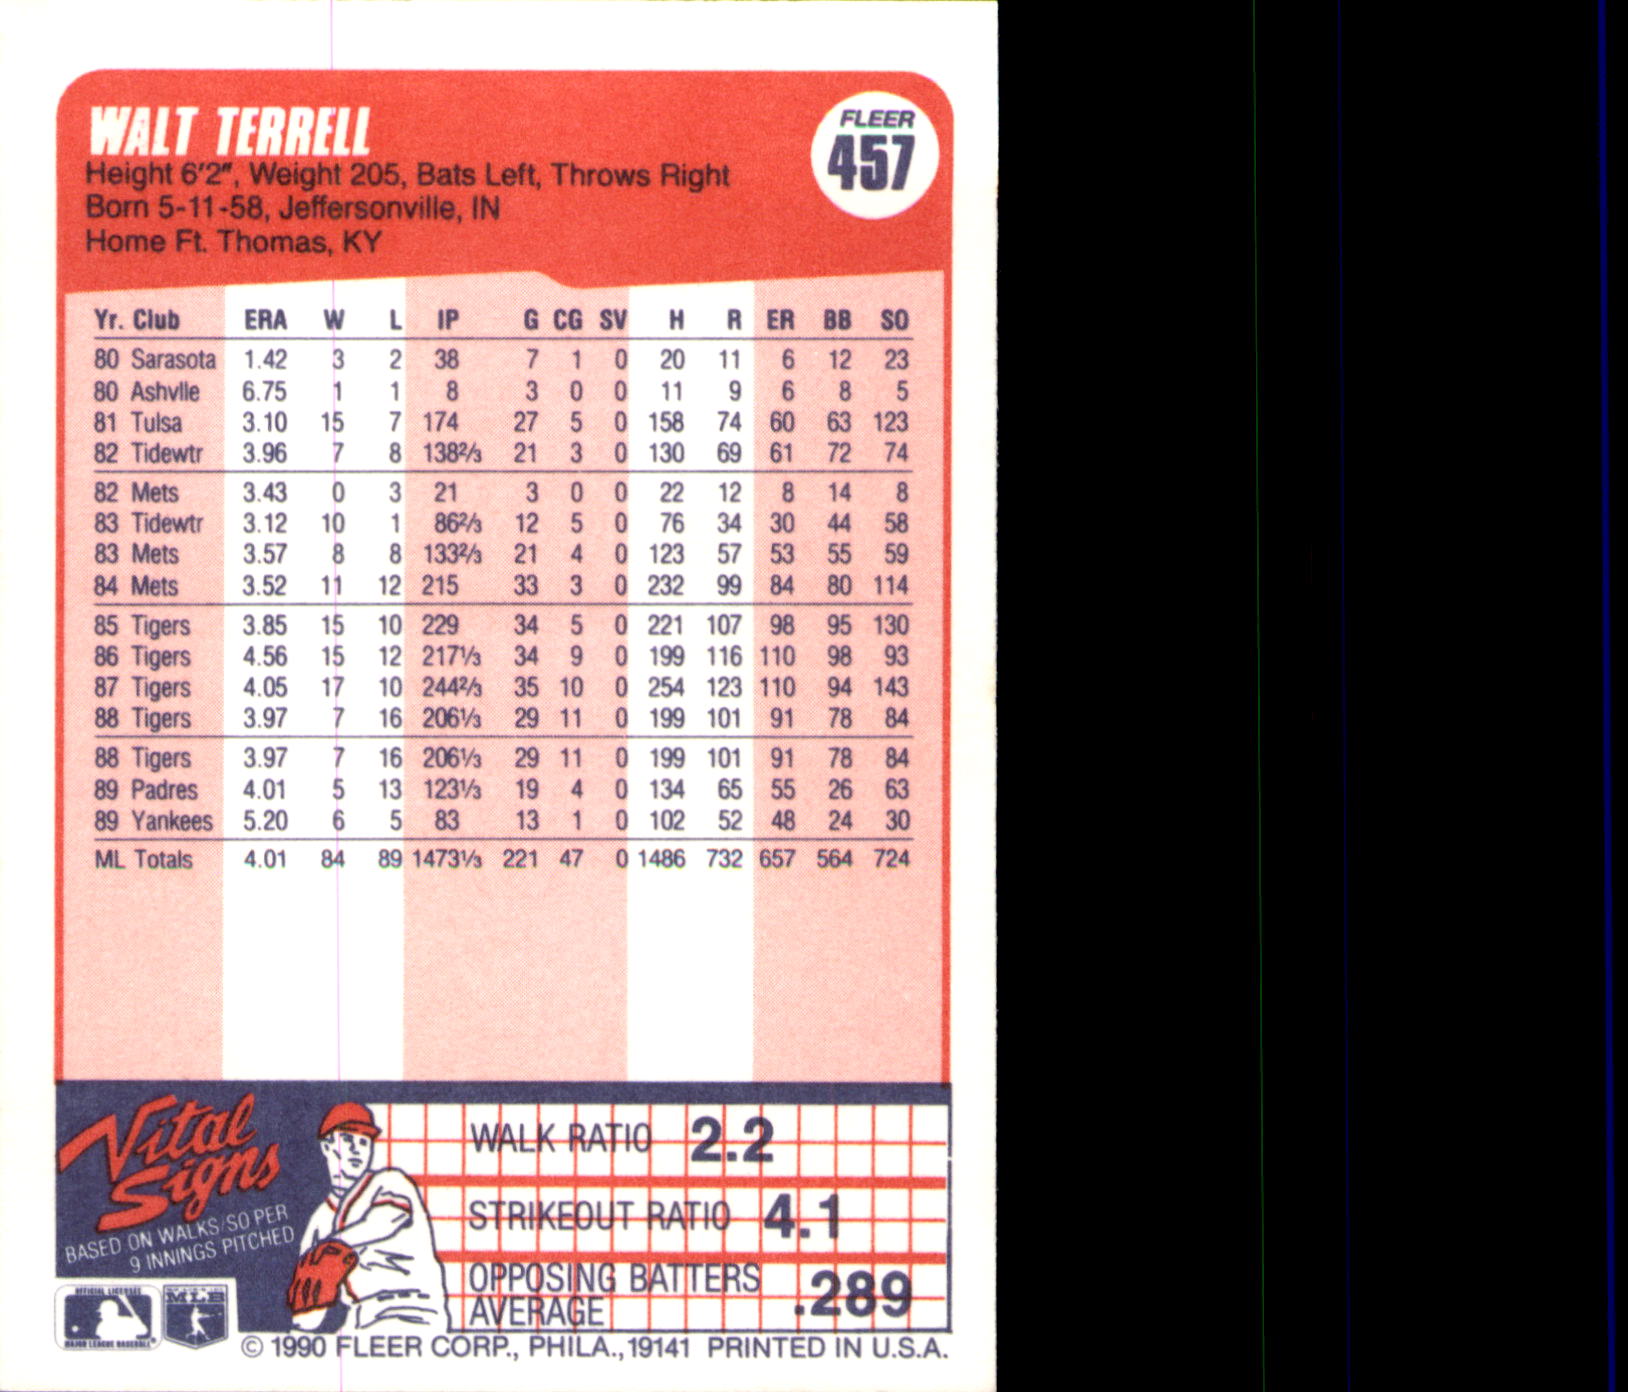 WALT TERRELL
FLEER
457
Height 6'2", Weight 205, Bats Left, Throws Right
Born 5-11-58, Jeffersonville, IN
Home Ft. Thomas, KY
Yr. Club ERA W L IP G CG SV H R ER BB SO
80 Sarasota 1.42 3 2 38 7 1 0 20 11 6 12 23
80 Ashvlle 6.75 1 1 8 3 0 0 11 9 6 8 5
81 Tulsa 3.10 15 7 174 27 5 0 158 74 60 63 123
82 Tidewtr 3.96 7 8 138⅔ 21 3 0 130 69 61 72 74
82 Mets 3.43 0 3 21 3 0 0 22 12 8 14 8
83 Tidewtr 3.12 10 1 86⅔ 12 5 0 76 34 30 44 58
83 Mets 3.57 8 8 133⅔ 21 4 0 123 57 53 55 59
84 Mets 3.52 11 12 215 33 3 0 232 99 84 80 114
85 Tigers 3.85 15 10 229 34 5 0 221 107 98 95 130
86 Tigers 4.56 15 12 217⅓ 34 9 0 199 116 110 98 93
87 Tigers 4.05 17 10 244⅔ 35 10 0 254 123 110 94 143
88 Tigers 3.97 7 16 206⅓ 29 11 0 199 101 91 78 84
88 Tigers 3.97 7 16 206⅓ 29 11 0 199 101 91 78 84
89 Padres 4.01 5 13 123⅓ 19 4 0 134 65 55 26 63
89 Yankees 5.20 6 5 83 13 1 0 102 52 48 24 30
ML Totals 4.01 84 89 1473⅓ 221 47 0 1486 732 657 564 724
Vital
Signs
BASED ON WALKS/SO PER
9 INNINGS PITCHED
WALK RATIO 2.2
STRIKEOUT RATIO 4.1
OPPOSING BATTERS
AVERAGE .289
OFFICIAL LICENSEE
MAJOR LEAGUE BASEBALL
MLB
© 1990 FLEER CORP., PHILA., 19141 PRINTED IN U.S.A.